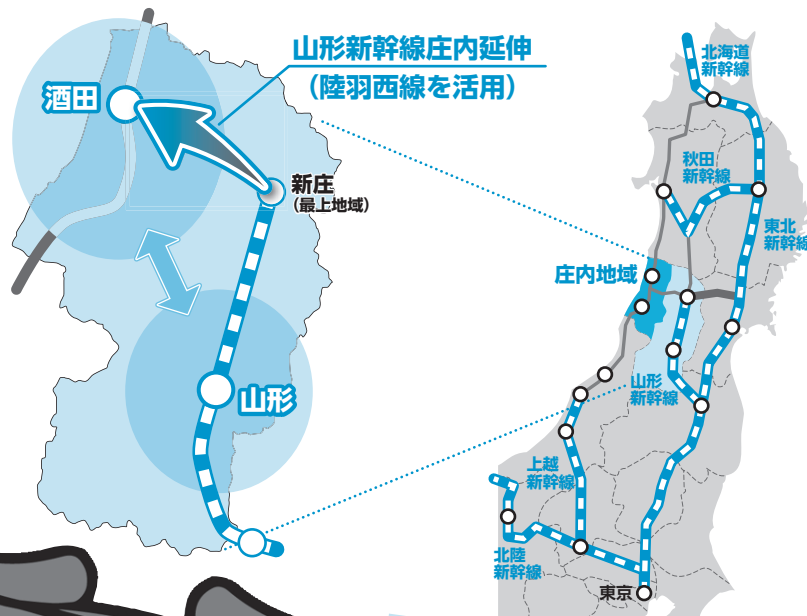 山形新幹線庄内延伸
(陸羽西線を活用)
酒田
新庄
(最上地域)
山形
北海道
新幹線
秋田
新幹線
東北
新幹線
庄内地域
山形
新幹線
上越
新幹線
北陸
新幹線
東京